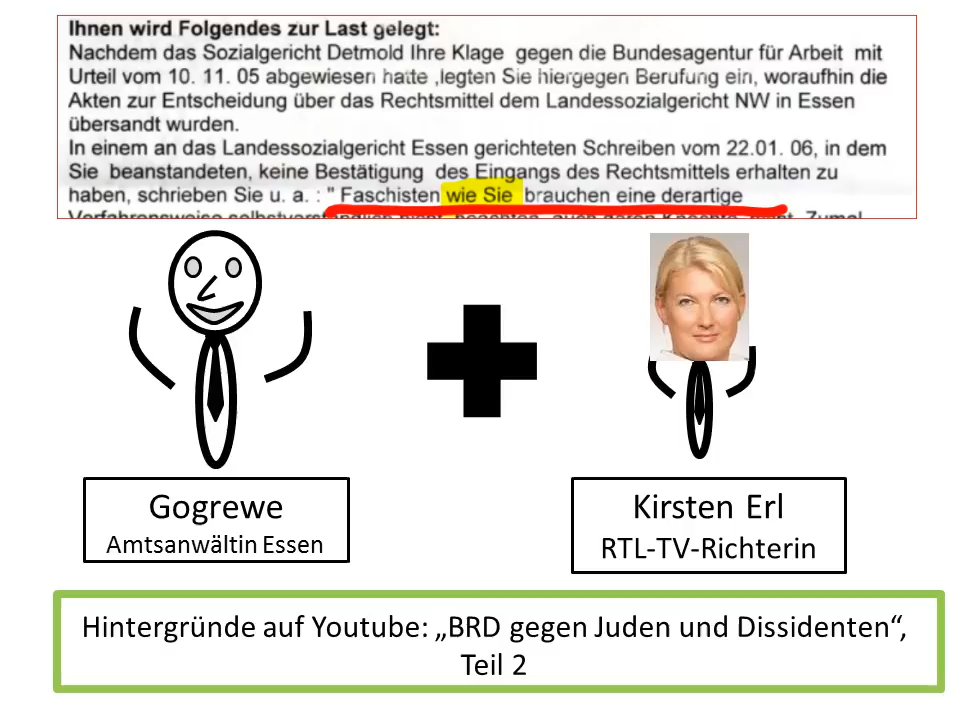 Ihnen wird Folgendes zur Last gelegt:
Nachdem das Sozialgericht Detmold Ihre Klage gegen die Bundesagentur für Arbeit mit
Urteil vom 10. 11. 05 abgewiesen hatte ,legten Sie hiergegen Berufung ein, woraufhin die
Akten zur Entscheidung über das Rechtsmittel dem Landessozialgericht NW in Essen
übersandt wurden.
In einem an das Landessozialgericht Essen gerichteten Schreiben vom 22.01. 06, in dem
Sie beanstandeten, keine Bestätigung des Eingangs des Rechtsmittels erhalten zu
haben, schrieben Sie u. a. : " Faschisten wie Sie brauchen eine derartige
Gogrewe
Amtsanwältin Essen
Kirsten Erl
RTL-TV-Richterin
Hintergründe auf Youtube: „BRD gegen Juden und Dissidenten“,
Teil 2